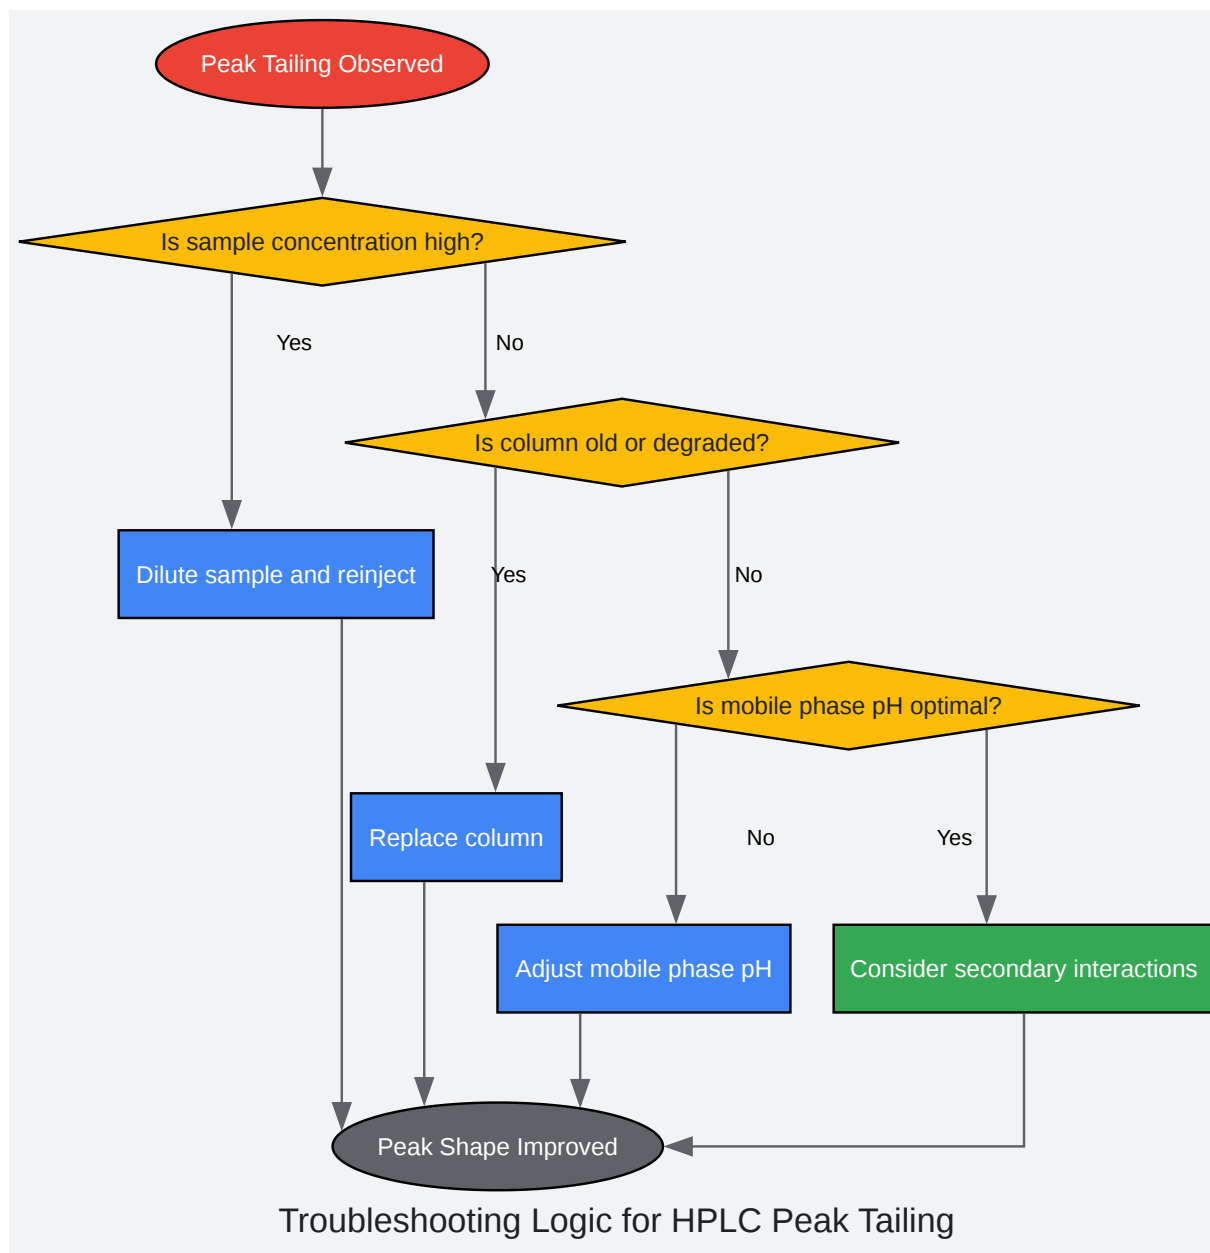 Peak Tailing Observed
Is sample concentration high?
Yes
No
Is column old or degraded?
Dilute sample and reinject
Yes
No
Is mobile phase pH optimal?
Replace column
No
Yes
Adjust mobile phase pH
Consider secondary interactions
Peak Shape Improved
Troubleshooting Logic for HPLC Peak Tailing